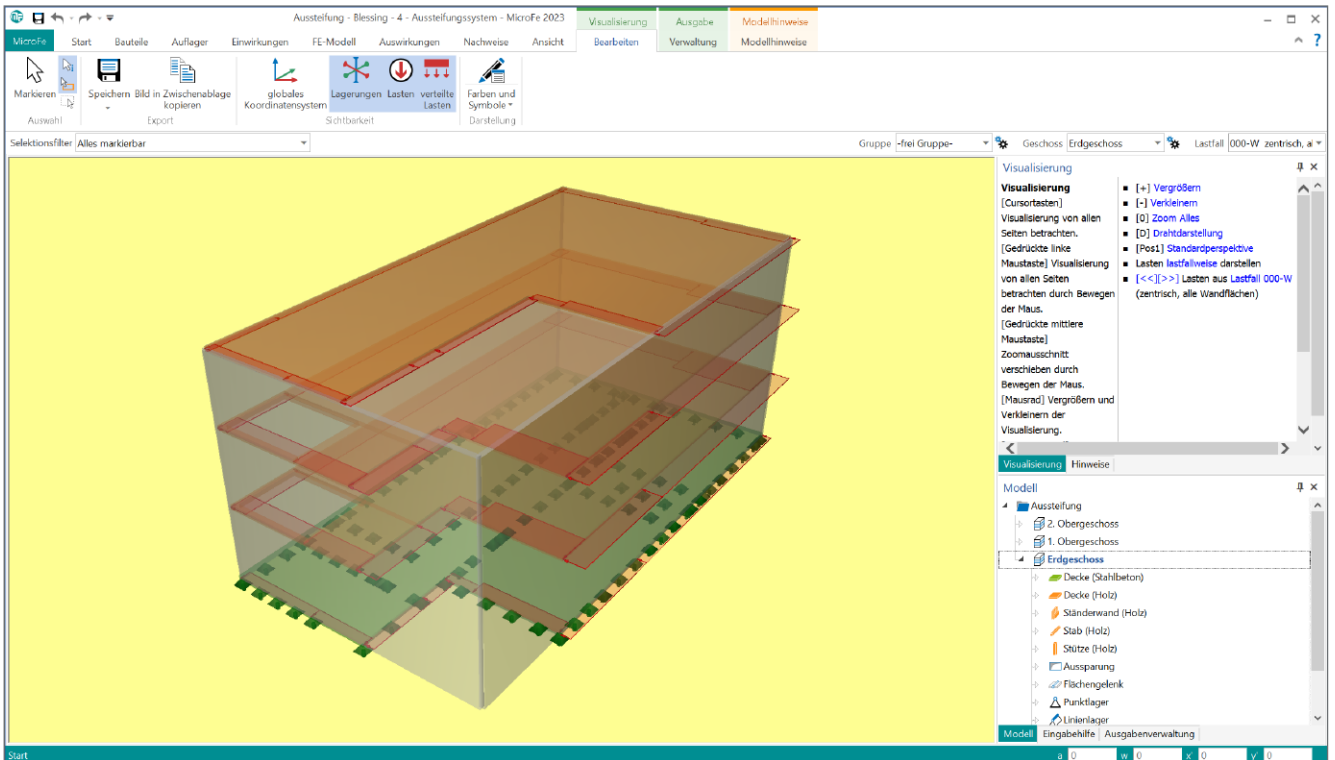 Aussteifung - Blessing - 4 - Aussteifungssystem - MicroFe 2023
Visualisierung
Ausgabe
Modellhinweise
MicroFe Start Bauteile Auflager Einwirkungen FE-Modell Auswirkungen Nachweise Ansicht Bearbeiten Verwaltung Modellhinweise
Markieren
Speichern
Bild in Zwischenablage
kopieren
globales
Koordinatensystem
Lagerungen
Lasten
verteilte
Lasten
Farben und
Symbole
Auswahl
Export
Sichtbarkeit
Darstellung
Selektionsfilter Alles markierbar
Gruppe -frei Gruppe-
Geschoss Erdgeschoss
Lastfall 000-W zentrisch, al
Visualisierung
Visualisierung
[Cursortasten]
Visualisierung von allen
Seiten betrachten.
[Gedrückte linke
Maustaste] Visualisierung
von allen Seiten
betrachten durch Bewegen
der Maus.
[Gedrückte mittlere
Maustaste]
Zoomausschnitt
verschieben durch
Bewegen der Maus.
[Mausrad] Vergrößern und
Verkleinern der
Visualisierung.
[+] Vergrößern
[-] Verkleinern
[0] Zoom Alles
[D] Drahtdarstellung
[Pos1] Standardperspektive
Lasten lastfallweise darstellen
[<<][>>] Lasten aus Lastfall 000-W
(zentrisch, alle Wandflächen)
Visualisierung Hinweise
Modell
Aussteifung
2. Obergeschoss
1. Obergeschoss
Erdgeschoss
Decke (Stahlbeton)
Decke (Holz)
Ständerwand (Holz)
Stab (Holz)
Stütze (Holz)
Aussparung
Flächengelenk
Punktlager
Linienlager
Modell Eingabehilfe Ausgabenverwaltung
Start
a 0 w 0 x' 0 y' 0